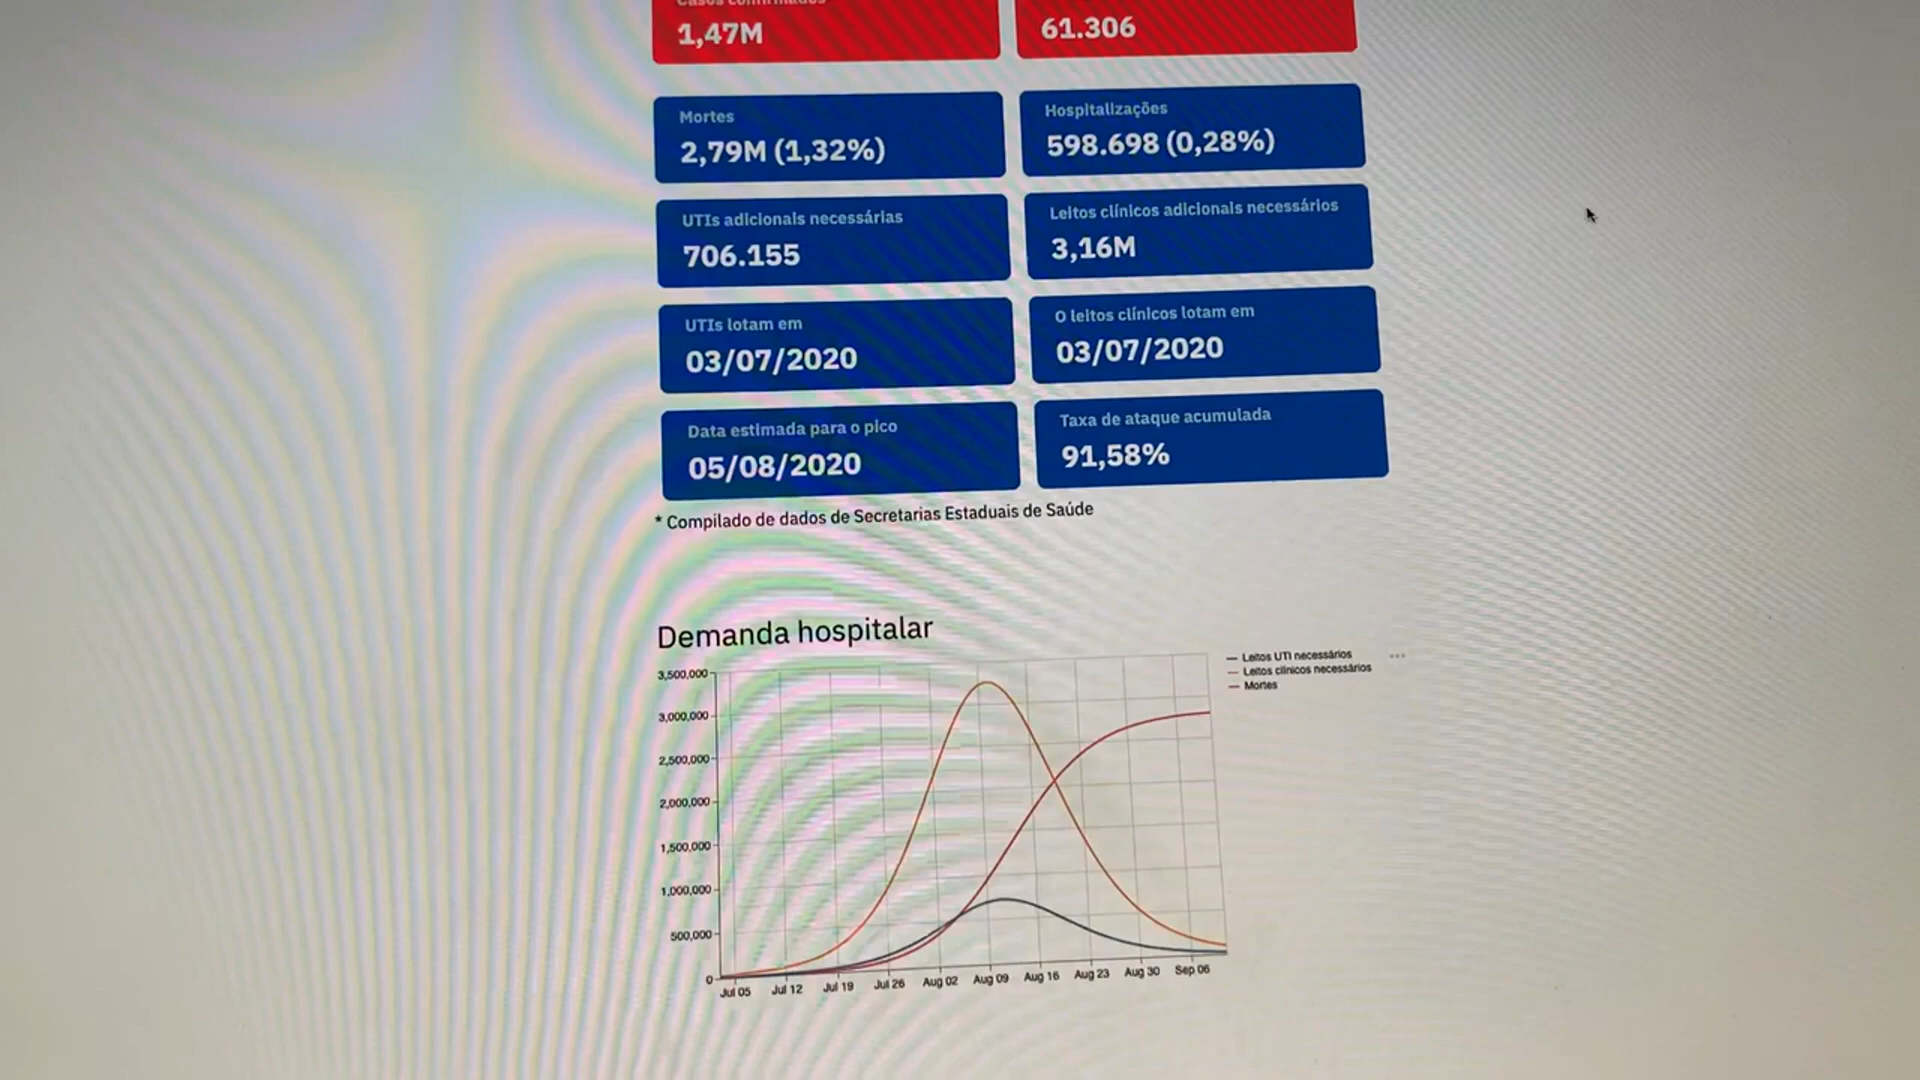 Casos confirmados
1,47M
61.306
Mortes
2,79M (1,32%)
Hospitalizações
598.698 (0,28%)
UTIs adicionais necessárias
706.155
Leitos clínicos adicionais necessários
3,16M
UTIs lotam em
03/07/2020
O leitos clínicos lotam em
03/07/2020
Data estimada para o pico
05/08/2020
Taxa de ataque acumulada
91,58%
* Compilado de dados de Secretarias Estaduais de Saúde
Demanda hospitalar
Leitos UTI necessários
Leitos clínicos necessários
Mortes
3,500,000
3,000,000
2,500,000
2,000,000
1,500,000
1,000,000
500,000
0
Jul 05 Jul 12 Jul 19 Jul 26 Aug 02 Aug 09 Aug 16 Aug 23 Aug 30 Sep 06